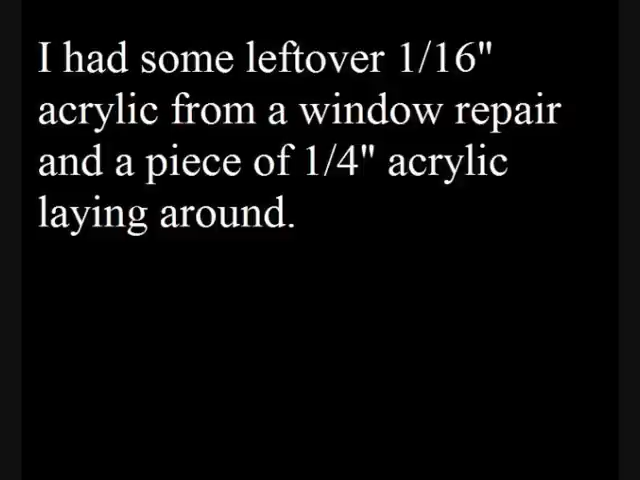 I had some leftover 1/16"
acrylic from a window repair
and a piece of 1/4" acrylic
laying around.